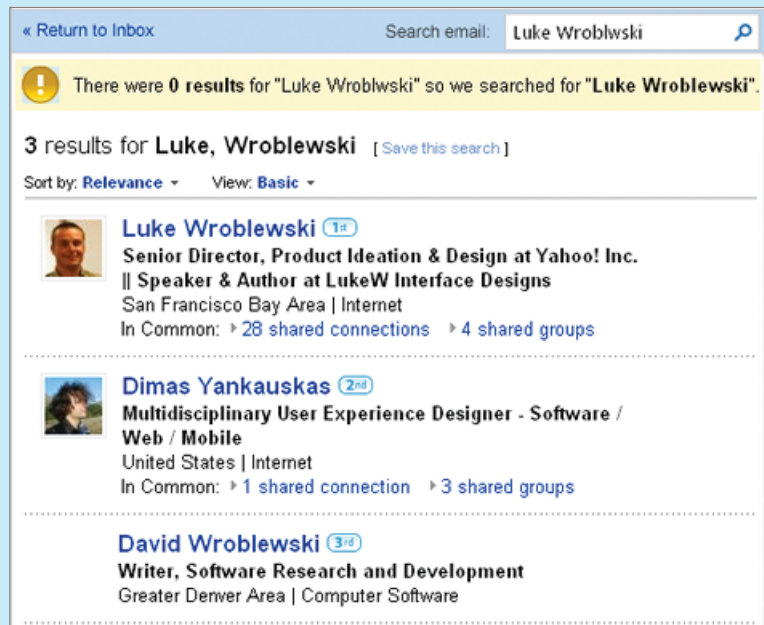 « Return to Inbox Search email: Luke Wroblwski
There were 0 results for "Luke Wroblwski" so we searched for "Luke Wroblewski".
3 results for Luke, Wroblewski [ Save this search ]
Sort by: Relevance View: Basic
Luke Wroblewski 1st
Senior Director, Product Ideation & Design at Yahoo! Inc.
|| Speaker & Author at LukeW Interface Designs
San Francisco Bay Area | Internet
In Common: 28 shared connections 4 shared groups
Dimas Yankauskas 2nd
Multidisciplinary User Experience Designer - Software /
Web / Mobile
United States | Internet
In Common: 1 shared connection 3 shared groups
David Wroblewski 3rd
Writer, Software Research and Development
Greater Denver Area | Computer Software